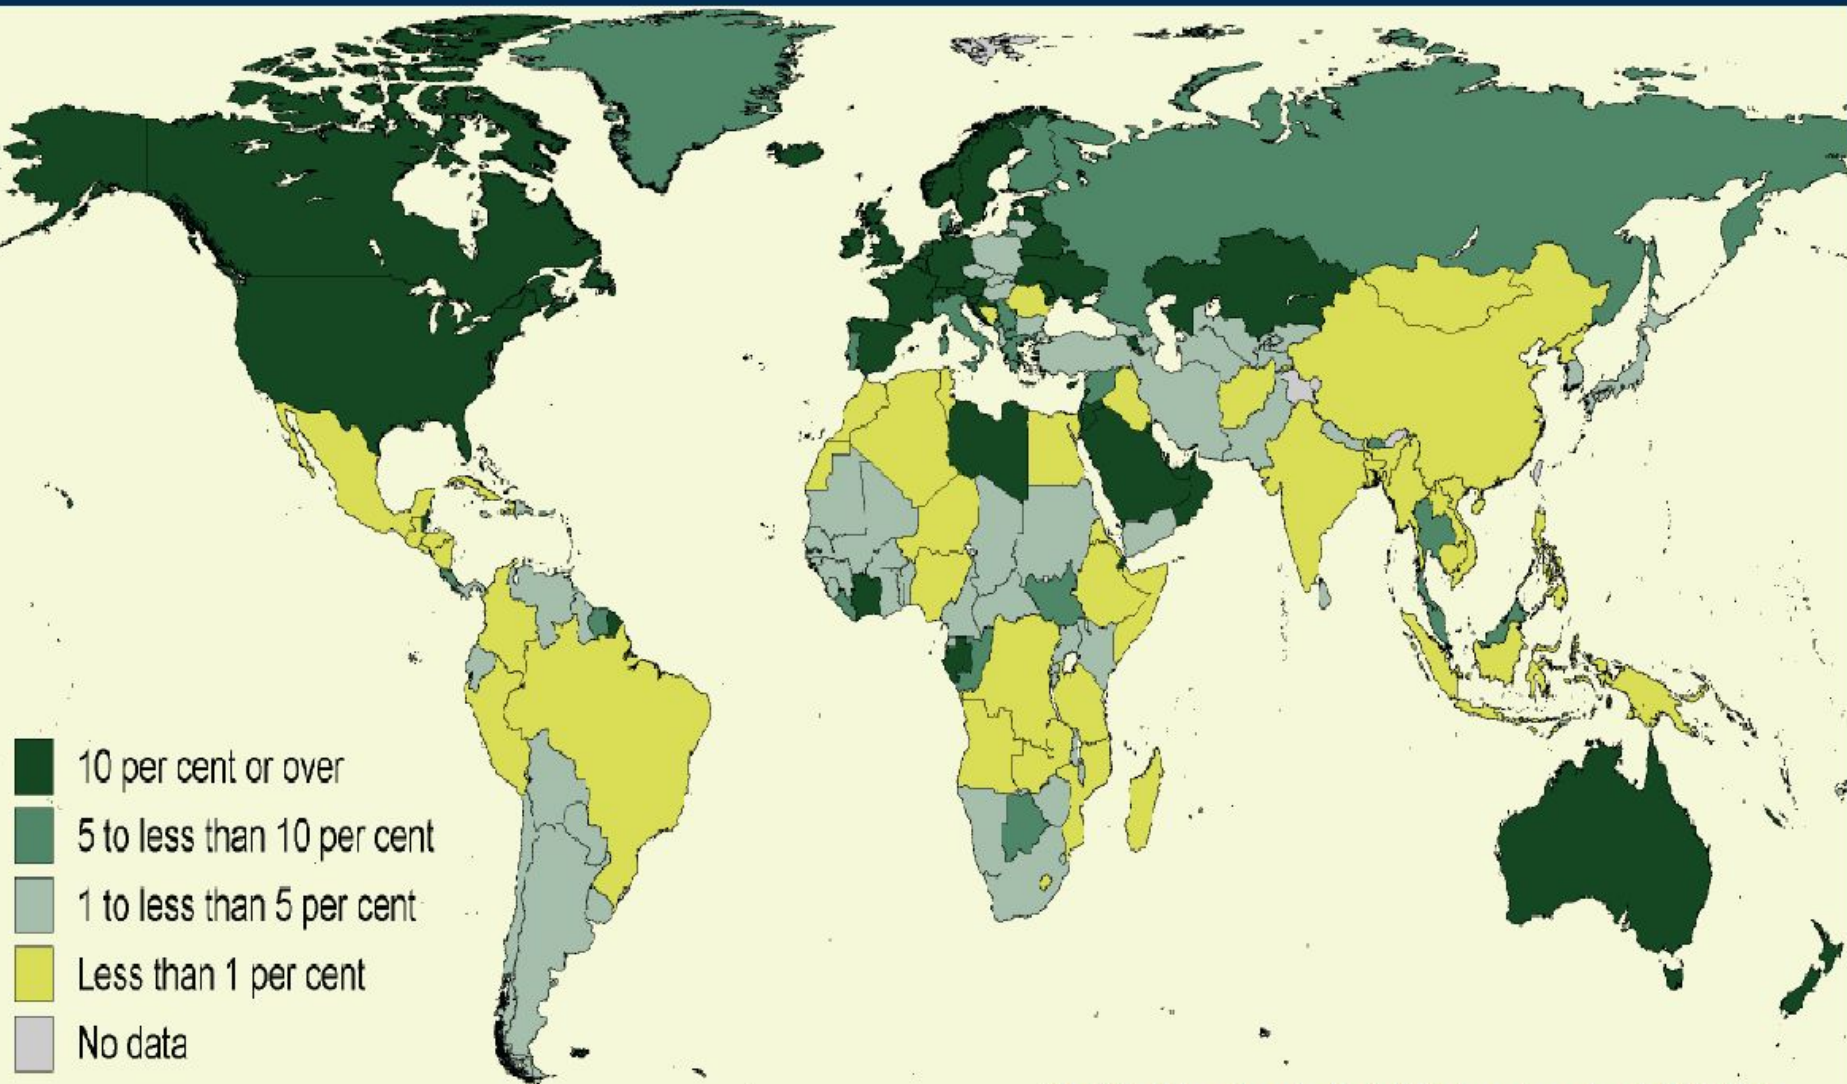 10 per cent or over
5 to less than 10 per cent
1 to less than 5 per cent
Less than 1 per cent
No data